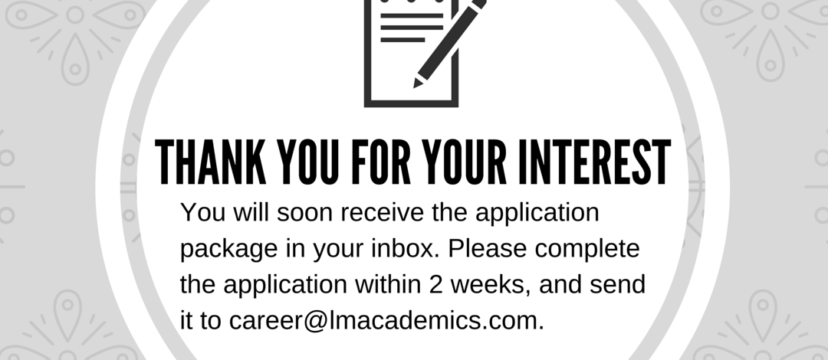 THANK YOU FOR YOUR INTEREST
You will soon receive the application
package in your inbox. Please complete
the application within 2 weeks, and send
it to career@lmacademics.com.